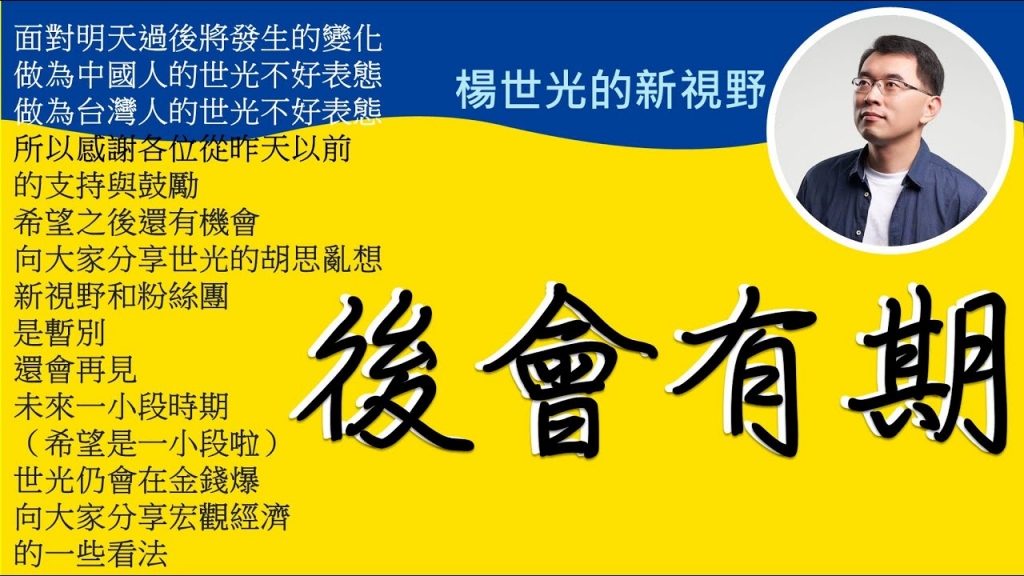 面對明天過後將發生的變化
做為中國人的世光不好表態
做為台灣人的世光不好表態
所以感謝各位從昨天以前
的支持與鼓勵
希望之後還有機會
向大家分享世光的胡思亂想
新視野和粉絲團
是暫別
還會再見
未來一小段時期
（希望是一小段啦）
世光仍會在金錢爆
向大家分享宏觀經濟
的一些看法
楊世光的新視野
後會有期